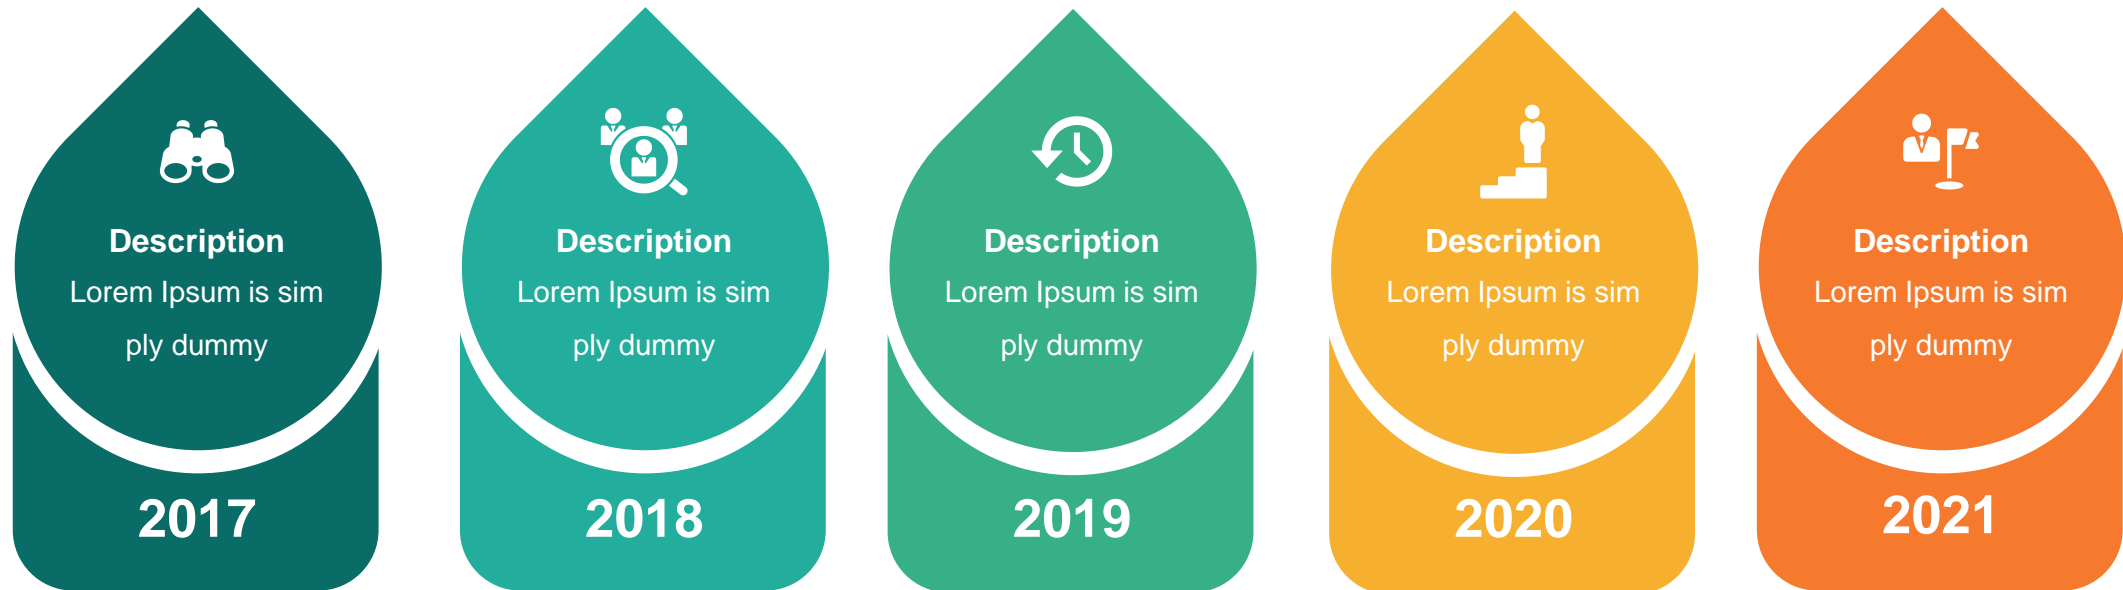 Description
Lorem Ipsum is sim
ply dummy
2017
Description
Lorem Ipsum is sim
ply dummy
2018
Description
Lorem Ipsum is sim
ply dummy
2019
Description
Lorem Ipsum is sim
ply dummy
2020
Description
Lorem Ipsum is sim
ply dummy
2021